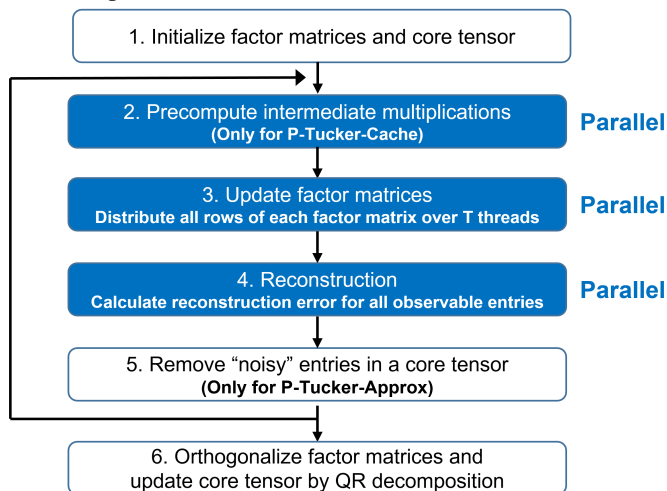 1. Initialize factor matrices and core tensor
2. Precompute intermediate multiplications
(Only for P-Tucker-Cache)
Parallel
3. Update factor matrices
Distribute all rows of each factor matrix over T threads
Parallel
4. Reconstruction
Calculate reconstruction error for all observable entries
Parallel
5. Remove “noisy” entries in a core tensor
(Only for P-Tucker-Approx)
6. Orthogonalize factor matrices and
update core tensor by QR decomposition